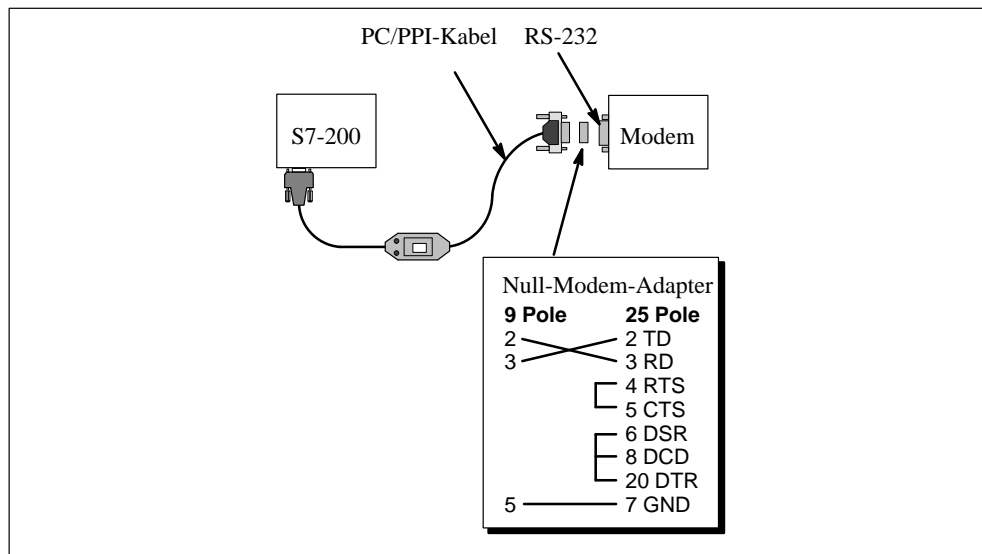 PC/PPI-Kabel RS-232
S7-200
Modem
Null-Modem-Adapter
9 Pole 25 Pole
2 2 TD
3 3 RD
4 RTS
5 CTS
6 DSR
8 DCD
20 DTR
5 7 GND